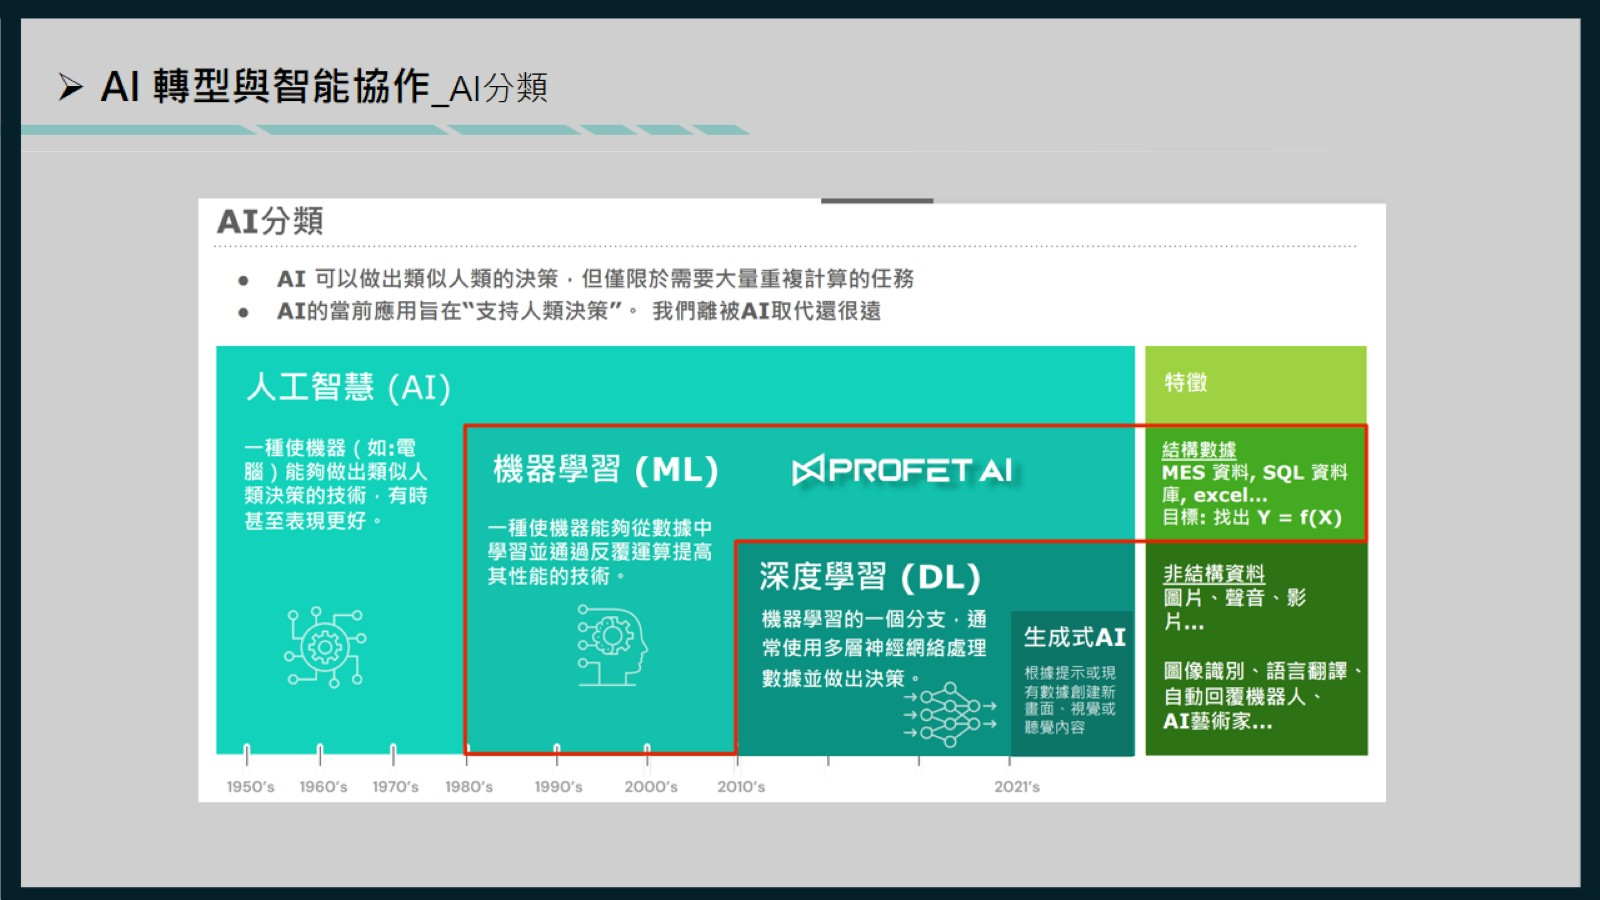 AI 轉型與智能協作_AI分類
AI分類
AI 可以做出類似人類的決策，但僅限於需要大量重複計算的任務
AI的當前應用旨在“支持人類決策”。 我們離被AI取代還很遠
人工智慧 (AI)
一種使機器（如:電
腦）能夠做出類似人
類決策的技術，有時
甚至表現更好。
機器學習 (ML)
PROFET AI
一種使機器能夠從數據中
學習並通過反覆運算提高
其性能的技術。
深度學習 (DL)
機器學習的一個分支，通
常使用多層神經網絡處理
數據並做出決策。
生成式AI
根據提示或現
有數據創建新
畫面、視覺或
聽覺內容
特徵
結構數據
MES 資料, SQL 資料
庫, excel...
目標: 找出 Y = f(X)
非結構資料
圖片、聲音、影
片...
圖像識別、語言翻譯、
自動回覆機器人、
AI藝術家...
1950's 1960's 1970's 1980's 1990's 2000's 2010's 2021's